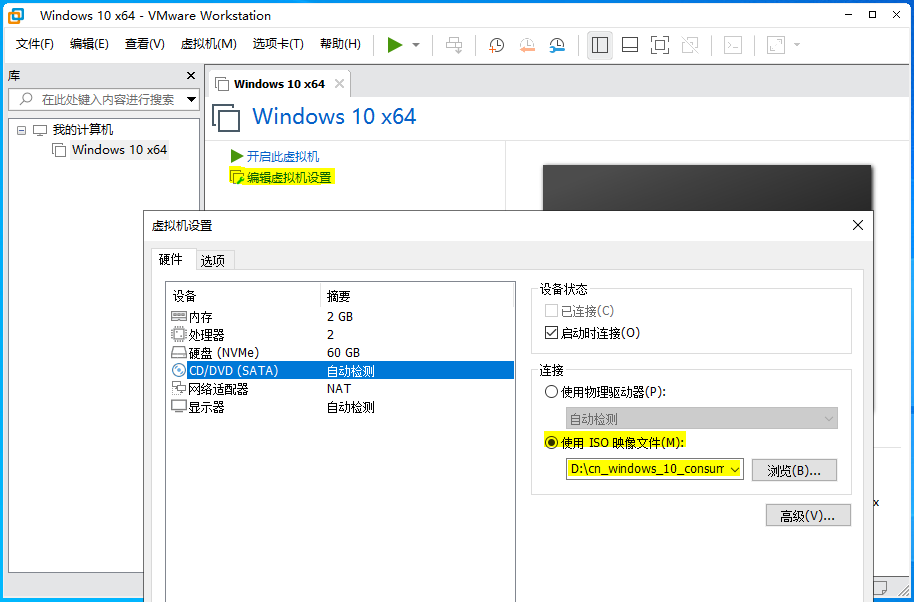 Windows 10 x64 - VMware Workstation
文件(F) 编辑(E) 查看(V) 虚拟机(M) 选项卡(T) 帮助(H)
库
在此处键入内容进行搜索
我的计算机
Windows 10 x64
Windows 10 x64
Windows 10 x64
开启此虚拟机
编辑虚拟机设置
虚拟机设置
硬件 选项
设备 摘要
内存 2 GB
处理器 2
硬盘 (NVMe) 60 GB
CD/DVD (SATA) 自动检测
网络适配器 NAT
显示器 自动检测
设备状态
已连接(C)
启动时连接(O)
连接
使用物理驱动器(P):
自动检测
使用 ISO 映像文件(M):
D:\cn_windows_10_consum
浏览(B)...
高级(V)...
x